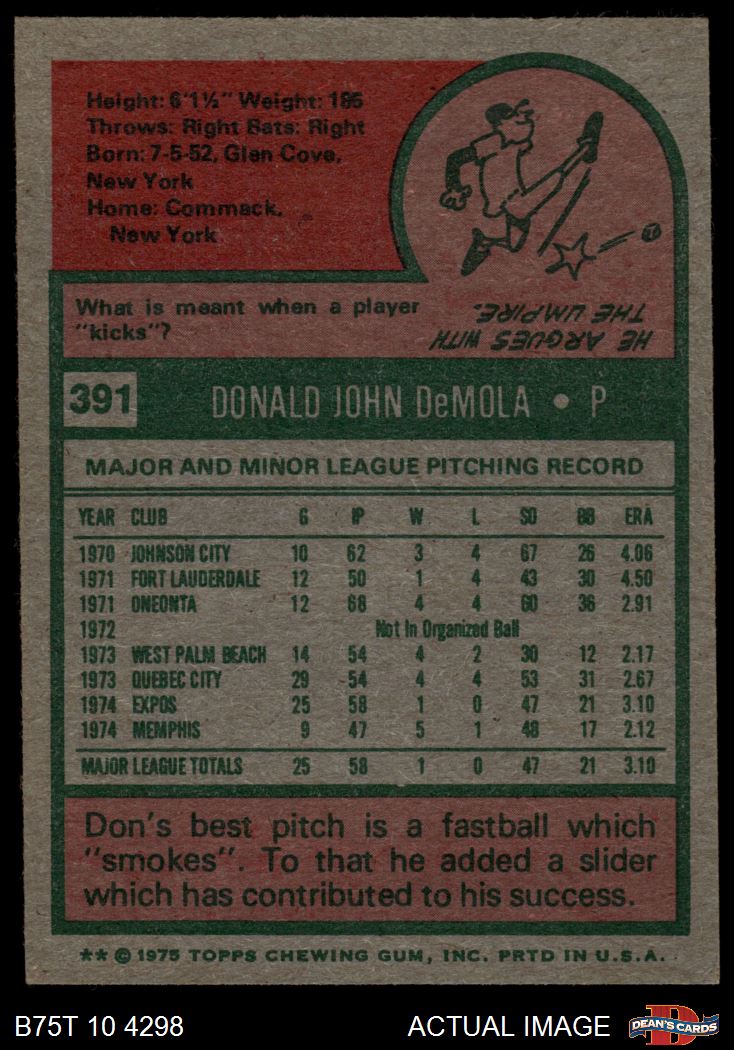 Height: 6'1½" Weight: 185
Throws: Right Bats: Right
Born: 7-5-52, Glen Cove,
New York
Home: Commack,
New York
What is meant when a player
"kicks"?
HE ARGUES WITH
THE UMPIRE.
391 DONALD JOHN DeMOLA • P
MAJOR AND MINOR LEAGUE PITCHING RECORD
YEAR CLUB G IP W L SO BB ERA
1970 JOHNSON CITY 10 62 3 4 67 26 4.06
1971 FORT LAUDERDALE 12 50 1 4 43 30 4.50
1971 ONEONTA 12 68 4 4 60 36 2.91
1972 Not In Organized Ball
1973 WEST PALM BEACH 14 54 4 2 30 12 2.17
1973 QUEBEC CITY 29 54 4 4 53 31 2.67
1974 EXPOS 25 58 1 0 47 21 3.10
1974 MEMPHIS 9 47 5 1 48 17 2.12
MAJOR LEAGUE TOTALS 25 58 1 0 47 21 3.10
Don's best pitch is a fastball which
"smokes". To that he added a slider
which has contributed to his success.
** © 1975 TOPPS CHEWING GUM, INC. PRTD IN U.S.A.
B75T 10 4298 ACTUAL IMAGE DEAN'S CARDS